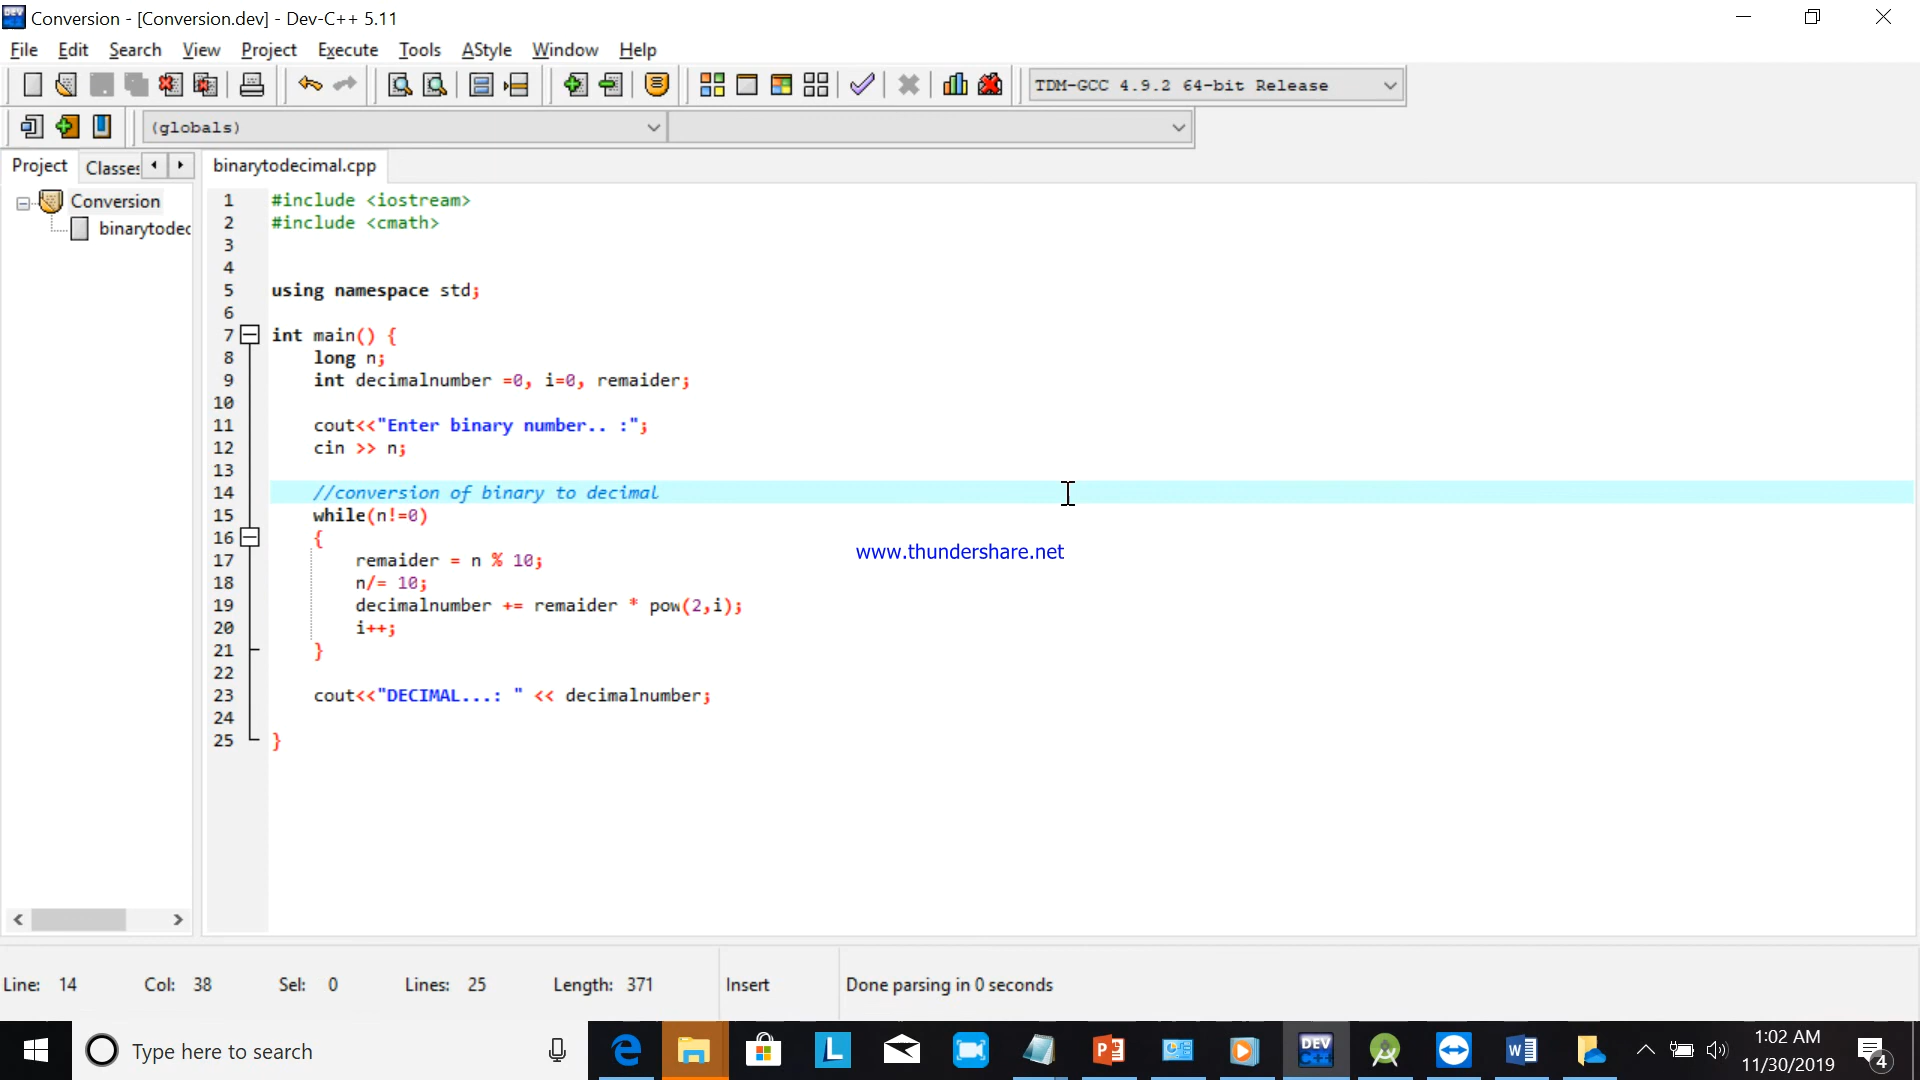 Conversion - [Conversion.dev] - Dev-C++ 5.11
File Edit Search View Project Execute Tools AStyle Window Help
TDM-GCC 4.9.2 64-bit Release
(globals)
Project Classes binarytodecimal.cpp
Conversion
binarytodec
1 #include <iostream>
2 #include <cmath>
3
4
5 using namespace std;
6
7 int main() {
8 long n;
9 int decimalnumber =0, i=0, remaider;
10
11 cout<<"Enter binary number.. :";
12 cin >> n;
13
14 //conversion of binary to decimal
15 while(n!=0)
16 {
17 remaider = n % 10;
18 n/= 10;
19 decimalnumber += remaider * pow(2,i);
20 i++;
21 }
22
23 cout<<"DECIMAL...: " << decimalnumber;
24
25 }
www.thundershare.net
Line: 14 Col: 38 Sel: 0 Lines: 25 Length: 371 Insert Done parsing in 0 seconds
Type here to search
DEV C++
1:02 AM
11/30/2019
4